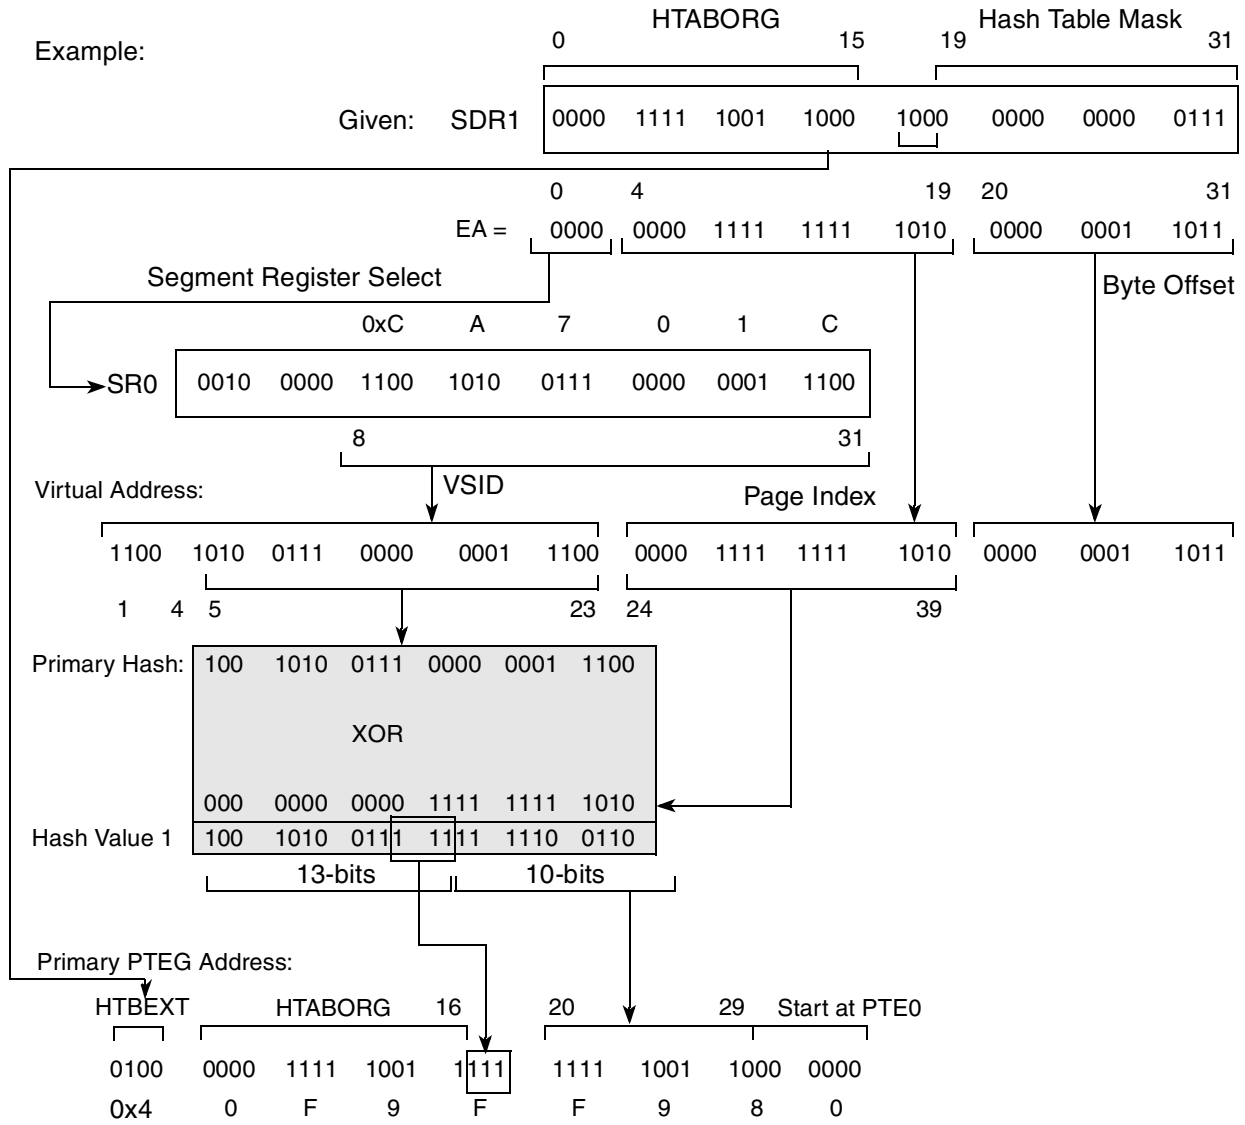 HTABORG Hash Table Mask
Example: 0 15 19 31
Given: SDR1 0000 1111 1001 1000 1000 0000 0000 0111
0 4 19 20 31
EA = 0000 0000 1111 1111 1010 0000 0001 1011
Segment Register Select Byte Offset
0xC A 7 0 1 C
SR0 0010 0000 1100 1010 0111 0000 0001 1100
8 31
Virtual Address: VSID Page Index
1100 1010 0111 0000 0001 1100 0000 1111 1111 1010 0000 0001 1011
1 4 5 23 24 39
Primary Hash: 100 1010 0111 0000 0001 1100
XOR
000 0000 0000 1111 1111 1010
Hash Value 1 100 1010 0111 1111 1110 0110
13-bits 10-bits
Primary PTEG Address:
HTBEXT HTABORG 16 20 29 Start at PTE0
0100 0000 1111 1001 1111 1111 1001 1000 0000
0x4 0 F 9 F F 9 8 0